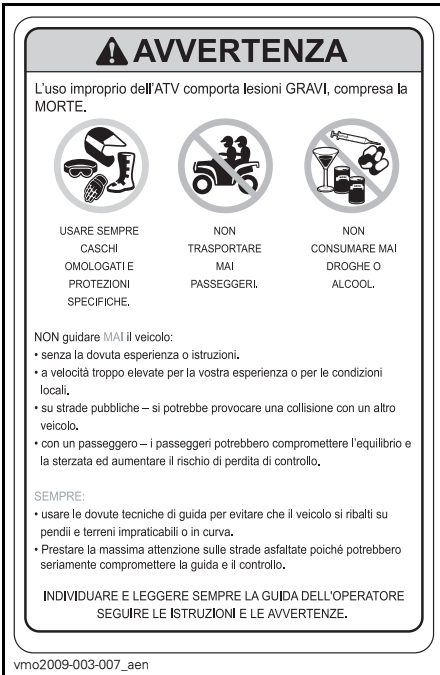 AVVERTENZA
L'uso improprio dell'ATV comporta lesioni GRAVI, compresa la
MORTE.
USARE SEMPRE
CASCHI
OMOLOGATI E
PROTEZIONI
SPECIFICHE.
NON
TRASPORTARE
MAI
PASSEGGERI.
NON
CONSUMARE MAI
DROGHE O
ALCOOL.
NON guidare MAI il veicolo:
• senza la dovuta esperienza o istruzioni.
• a velocità troppo elevate per la vostra esperienza o per le condizioni
locali.
• su strade pubbliche – si potrebbe provocare una collisione con un altro
veicolo.
• con un passeggero – i passeggeri potrebbero compromettere l'equilibrio e
la sterzata ed aumentare il rischio di perdita di controllo.
SEMPRE:
• usare le dovute tecniche di guida per evitare che il veicolo si ribalti su
pendii e terreni impraticabili o in curva.
• Prestare la massima attenzione sulle strade asfaltate poiché potrebbero
seriamente compromettere la guida e il controllo.
INDIVIDUARE E LEGGERE SEMPRE LA GUIDA DELL'OPERATORE
SEGUIRE LE ISTRUZIONI E LE AVVERTENZE.
vmo2009-003-007_aen